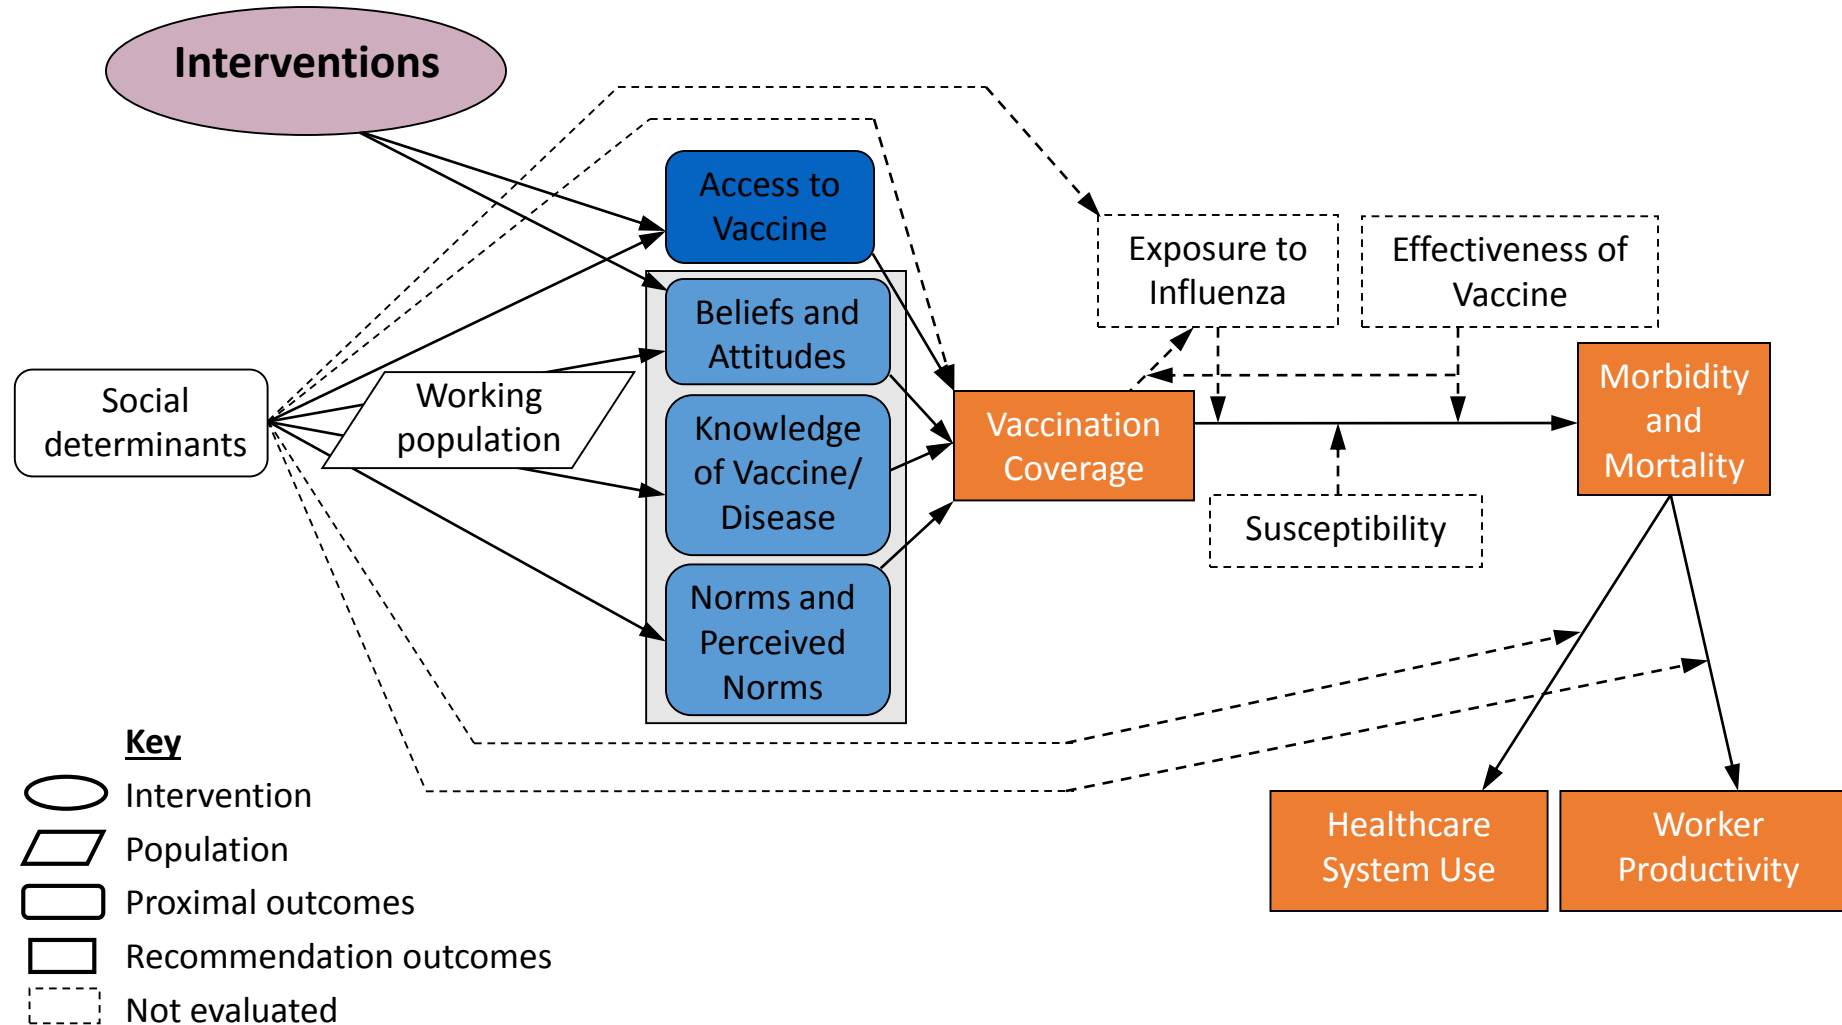 Interventions
Access to
Vaccine
Beliefs and
Attitudes
Knowledge
of Vaccine/
Disease
Norms and
Perceived
Norms
Social
determinants
Working
population
Vaccination
Coverage
Exposure to
Influenza
Effectiveness of
Vaccine
Susceptibility
Morbidity
and
Mortality
Healthcare
System Use
Worker
Productivity
Key
Intervention
Population
Proximal outcomes
Recommendation outcomes
Not evaluated